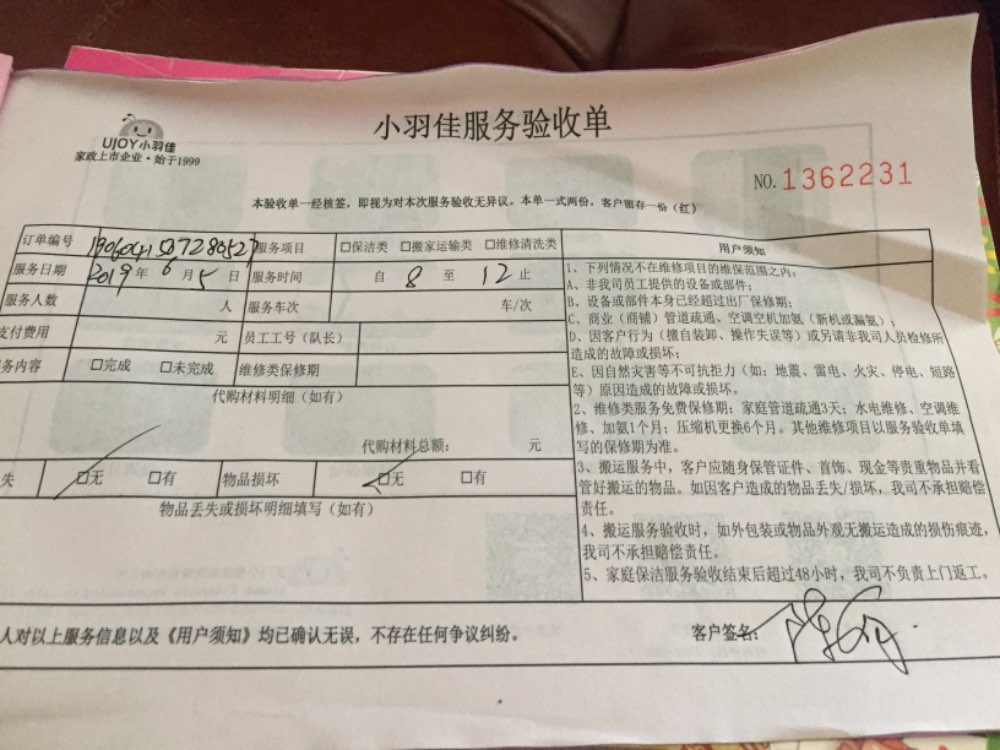 小羽佳服务验收单
UJOY小羽佳
家政上市企业·始于1999
NO.1362231
本验收单一经核签，即视为对本次服务验收无异议。本单一式两份，客户留存一份（红）
订单编号 服务项目 □保洁类 □搬家运输类 □维修清洗类 用户须知
服务日期 2019年6月5日 服务时间 自 8 至 12 止
服务人数 人 服务车次 车/次
支付费用 元 员工工号（队长）
务内容 □完成 □未完成 维修类保修期
代购材料明细（如有）
代购材料总额： 元
失 □无 □有 物品损坏 □无 □有
物品丢失或损坏明细填写（如有）
1、下列情况不在维修项目的维保范围之内：
A、非我司员工提供的设备或部件；
B、设备或部件本身已经超过出厂保修期；
C、商业（商铺）管道疏通、空调空机加氨（新机或漏氨）；
D、因客户行为（擅自装卸、操作失误等）或另请非我司人员检修所
造成的故障或损坏；
E、因自然灾害等不可抗拒力（如：地震、雷电、火灾、停电、短路
等）原因造成的故障或损坏。
2、维修类服务免费保修期：家庭管道疏通3天；水电维修、空调维
修、加氨1个月；压缩机更换6个月。其他维修项目以服务验收单填
写的保修期为准。
3、搬运服务中，客户应随身保管证件、首饰、现金等贵重物品并看
管好搬运的物品。如因客户造成的物品丢失/损坏，我司不承担赔偿
责任。
4、搬运服务验收时，如外包装或物品外观无搬运造成的损伤痕迹，
我司不承担赔偿责任。
5、家庭保洁服务验收结束后超过48小时，我司不负责上门返工。
人对以上服务信息以及《用户须知》均已确认无误，不存在任何争议纠纷。 客户签名：